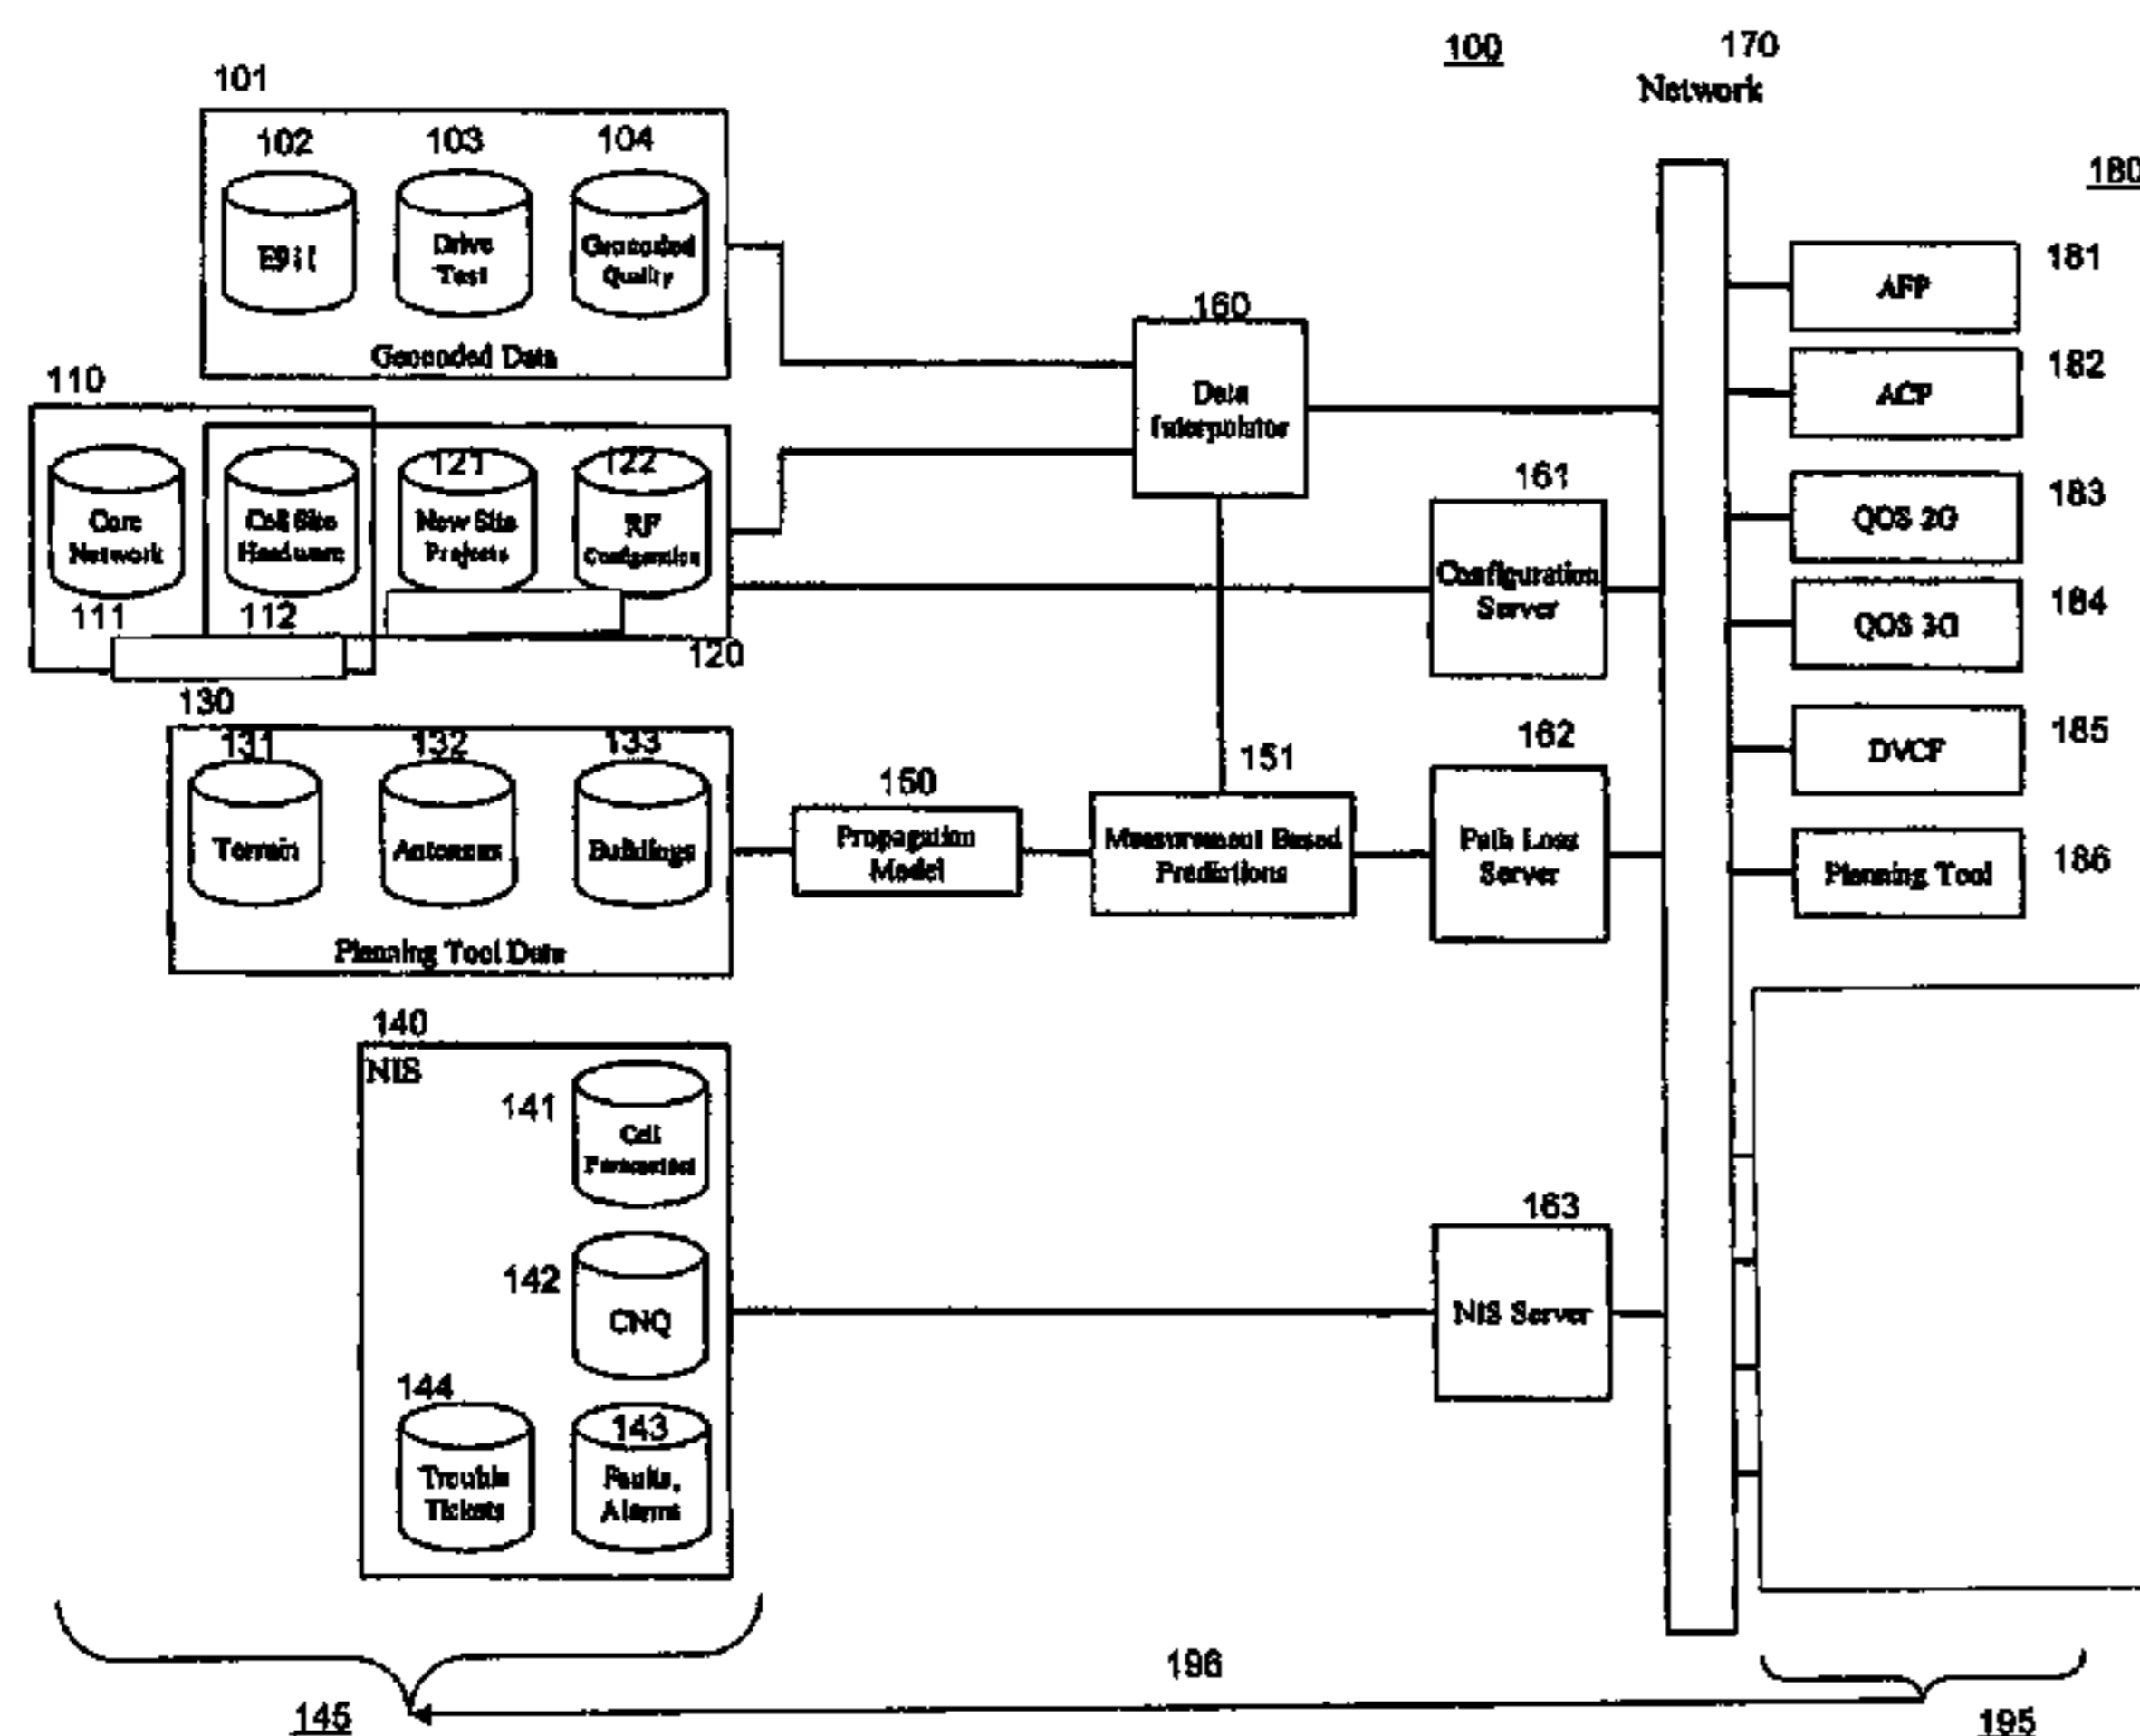 100
170
Network
180
101
102
103
104
E911
Drive
Test
Geocoded
Quality
Geocoded Data
110
Core
Network
111
Cell Site
Hardware
112
121
New Site
Projects
122
RF
Configuration
120
130
131
132
133
Terrain
Antennas
Buildings
Planning Tool Data
150
Propagation
Model
151
Measurement Based
Predictions
160
Data
Interpolator
161
Configuration
Server
162
Path Loss
Server
140
NIS
141
Cell
Parameters
142
CNQ
144
Trouble
Tickets
143
Faults,
Alarms
163
NIS Server
AFP
181
ACP
182
QOS 2G
183
QOS 3G
184
DVCF
185
Planning Tool
186
196
145
195